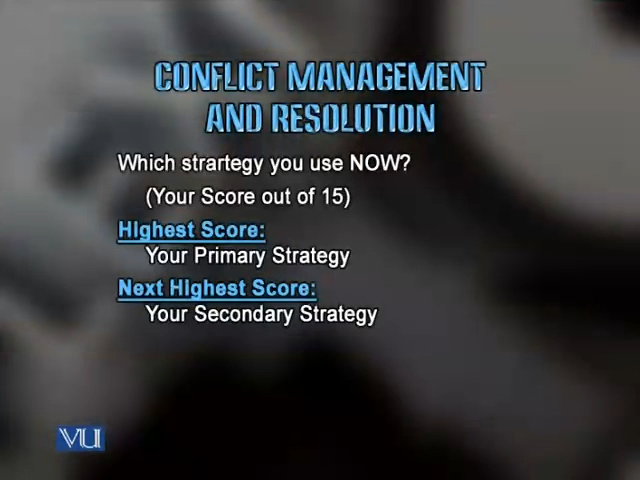 CONFLICT MANAGEMENT
AND RESOLUTION
Which strartegy you use NOW?
(Your Score out of 15)
Highest Score:
Your Primary Strategy
Next Highest Score:
Your Secondary Strategy
VU